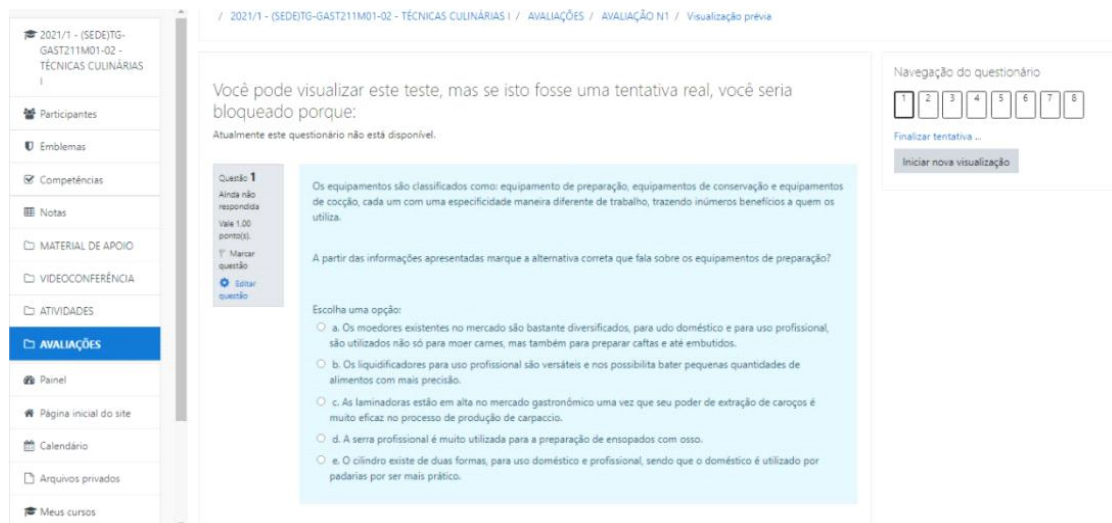 2021/1 - (SEDE)TG-
GAST211M01-02 -
TÉCNICAS CULINÁRIAS
I
Participantes
Emblemas
Competências
Notas
MATERIAL DE APOIO
VIDEOCONFERÊNCIA
ATIVIDADES
AVALIAÇÕES
Painel
Página inicial do site
Calendário
Arquivos privados
Meus cursos
/ 2021/1 - (SEDE)TG-GAST211M01-02 - TÉCNICAS CULINÁRIAS I / AVALIAÇÕES / AVALIAÇÃO N1 / Visualização prévia
Você pode visualizar este teste, mas se isto fosse uma tentativa real, você seria
bloqueado porque:
Atualmente este questionário não está disponível.
Questão 1
Ainda não
respondida
Vale 1,00
ponto(s).
Marcar
questão
Editar
questão
Os equipamentos são classificados como: equipamento de preparação, equipamentos de conservação e equipamentos
de cocção, cada um com uma especificidade maneira diferente de trabalho, trazendo inúmeros benefícios a quem os
utiliza.
A partir das informações apresentadas marque a alternativa correta que fala sobre os equipamentos de preparação?
Escolha uma opção:
a. Os moedores existentes no mercado são bastante diversificados, para udo doméstico e para uso profissional,
são utilizados não só para moer carnes, mas também para preparar caftas e até embutidos.
b. Os liquidificadores para uso profissional são versáteis e nos possibilita bater pequenas quantidades de
alimentos com mais precisão.
c. As laminadoras estão em alta no mercado gastronômico uma vez que seu poder de extração de caroços é
muito eficaz no processo de produção de carpaccio.
d. A serra profissional é muito utilizada para a preparação de ensopados com osso.
e. O cilindro existe de duas formas, para uso doméstico e profissional, sendo que o doméstico é utilizado por
padarias por ser mais prático.
Navegação do questionário
1 2 3 4 5 6 7 8
Finalizar tentativa ...
Iniciar nova visualização